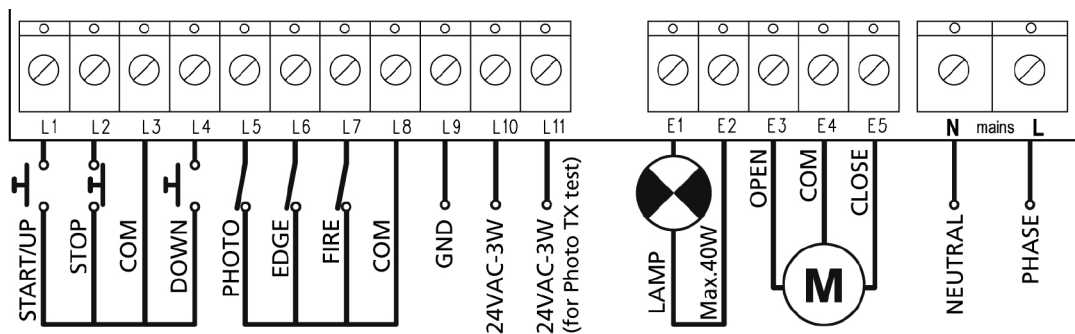 L1 L2 L3 L4 L5 L6 L7 L8 L9 L10 L11
E1 E2 E3 E4 E5
N mains L
START/UP
STOP
COM
DOWN
PHOTO
EDGE
FIRE
COM
GND
24VAC-3W
24VAC-3W
(for Photo TX test)
LAMP
Max.40W
OPEN
COM
CLOSE
M
NEUTRAL
PHASE